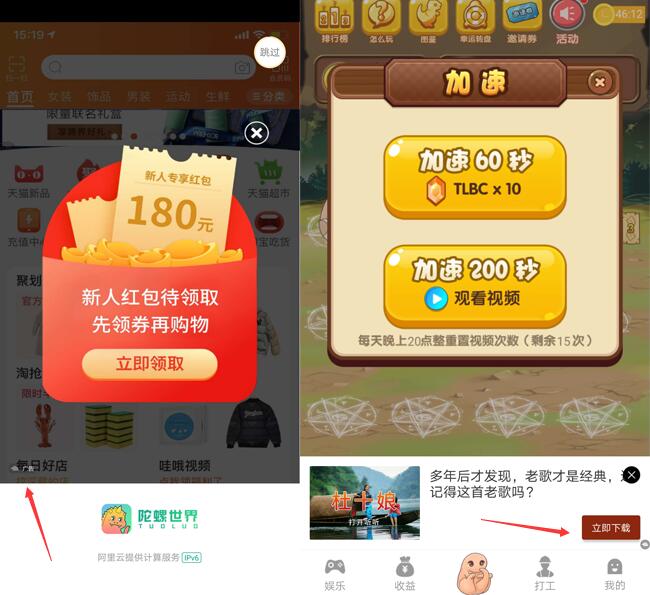 15:19
跳过
扫一扫
会员码
首页 女装 饰品 男装 活动 生鲜 分类
限量联名礼盒
天猫新品
天猫超市
新人专享红包
180元
充值中心
聚划
官方
新人红包待领取
先领券再购物
立即领取
淘抢
限时
每日好店
哇哦视频
广告
陀螺世界
TUOLUO
阿里云提供计算服务 IPv6
排行榜 怎么玩 图鉴 幸运转盘 邀请券 活动
46:12
加速
加速60秒
TLBC x 10
加速200秒
观看视频
每天晚上20点整重置视频次数（剩余15次）
3
杜十娘
打开听听
多年后才发现，老歌才是经典，
记得这首老歌吗？
立即下载
娱乐 收益 打工 我的